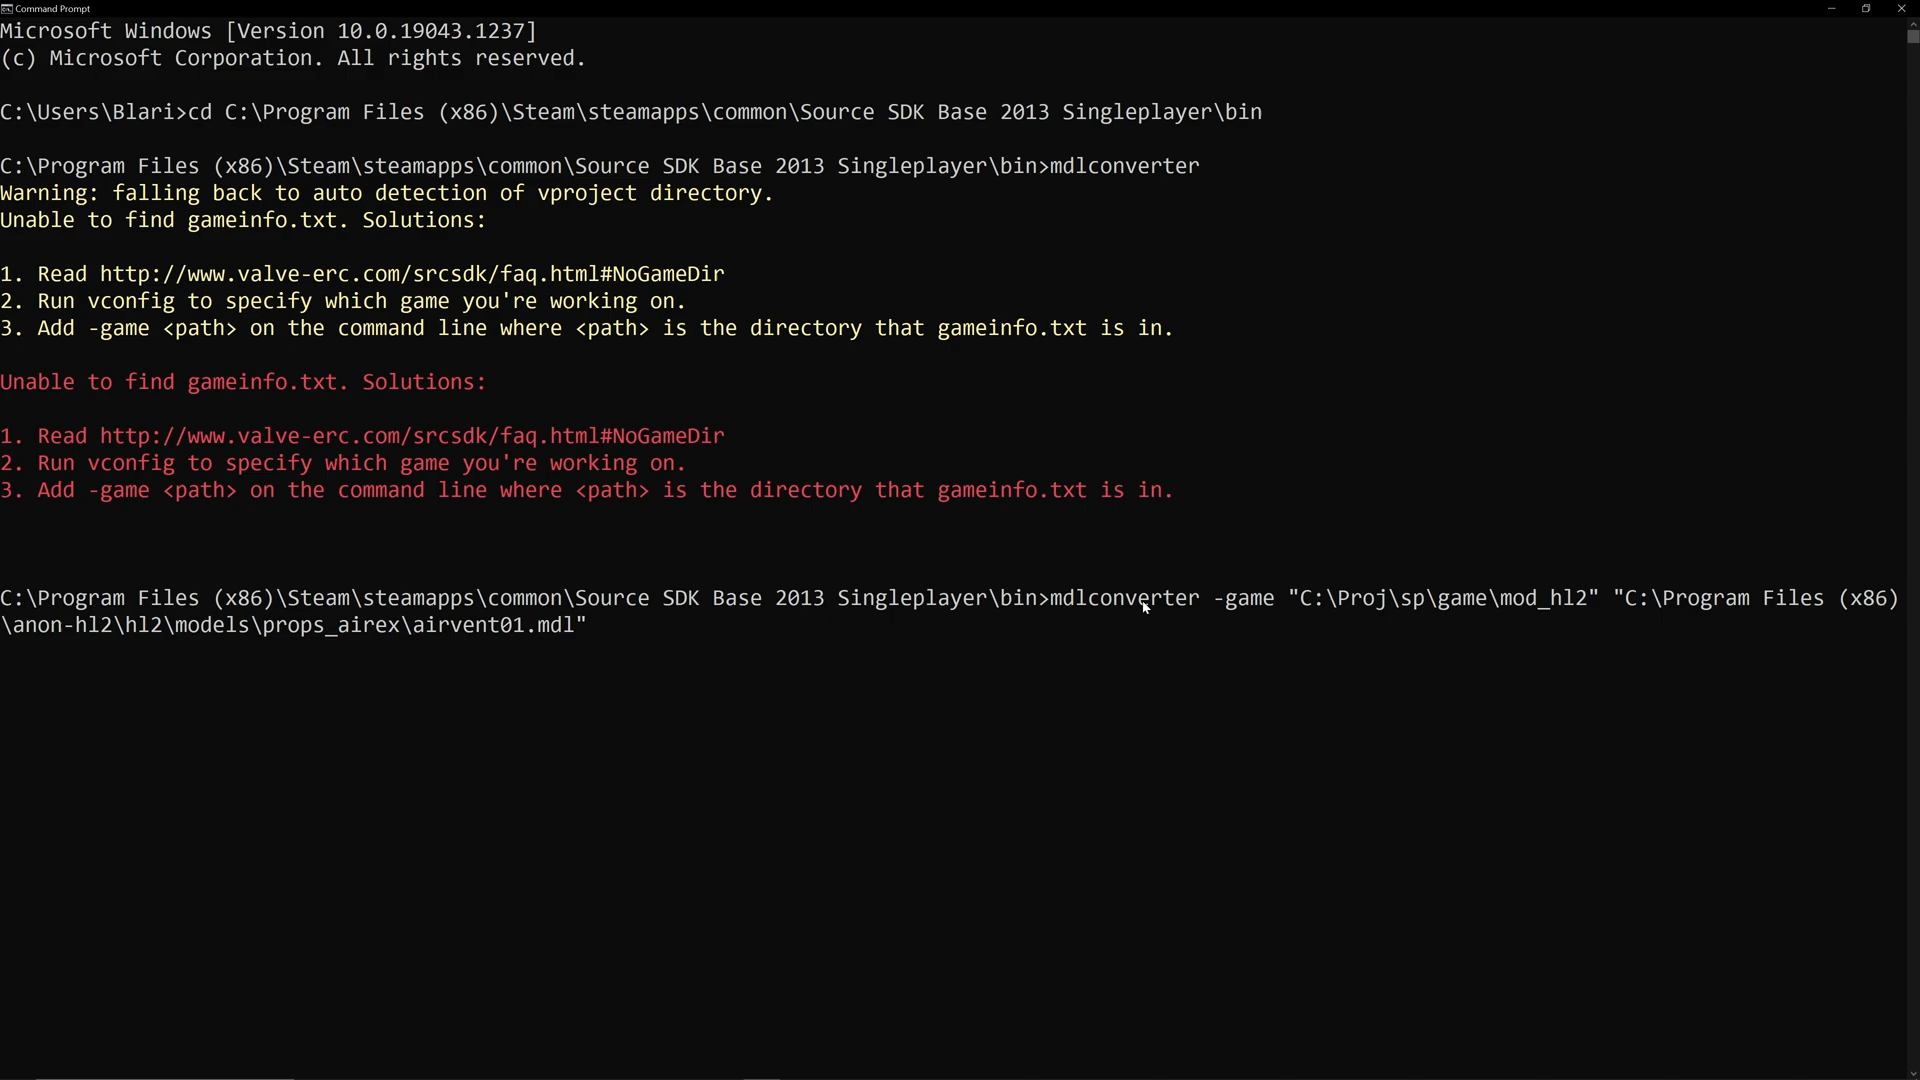 Command Prompt
Microsoft Windows [Version 10.0.19043.1237]
(c) Microsoft Corporation. All rights reserved.
C:\Users\Blari>cd C:\Program Files (x86)\Steam\steamapps\common\Source SDK Base 2013 Singleplayer\bin
C:\Program Files (x86)\Steam\steamapps\common\Source SDK Base 2013 Singleplayer\bin>mdlconverter
Warning: falling back to auto detection of vproject directory.
Unable to find gameinfo.txt. Solutions:
1. Read http://www.valve-erc.com/srcsdk/faq.html#NoGameDir
2. Run vconfig to specify which game you're working on.
3. Add -game <path> on the command line where <path> is the directory that gameinfo.txt is in.
Unable to find gameinfo.txt. Solutions:
1. Read http://www.valve-erc.com/srcsdk/faq.html#NoGameDir
2. Run vconfig to specify which game you're working on.
3. Add -game <path> on the command line where <path> is the directory that gameinfo.txt is in.
C:\Program Files (x86)\Steam\steamapps\common\Source SDK Base 2013 Singleplayer\bin>mdlconverter -game "C:\Proj\sp\game\mod_hl2" "C:\Program Files (x86)
\anon-hl2\hl2\models\props_airex\airvent01.mdl"